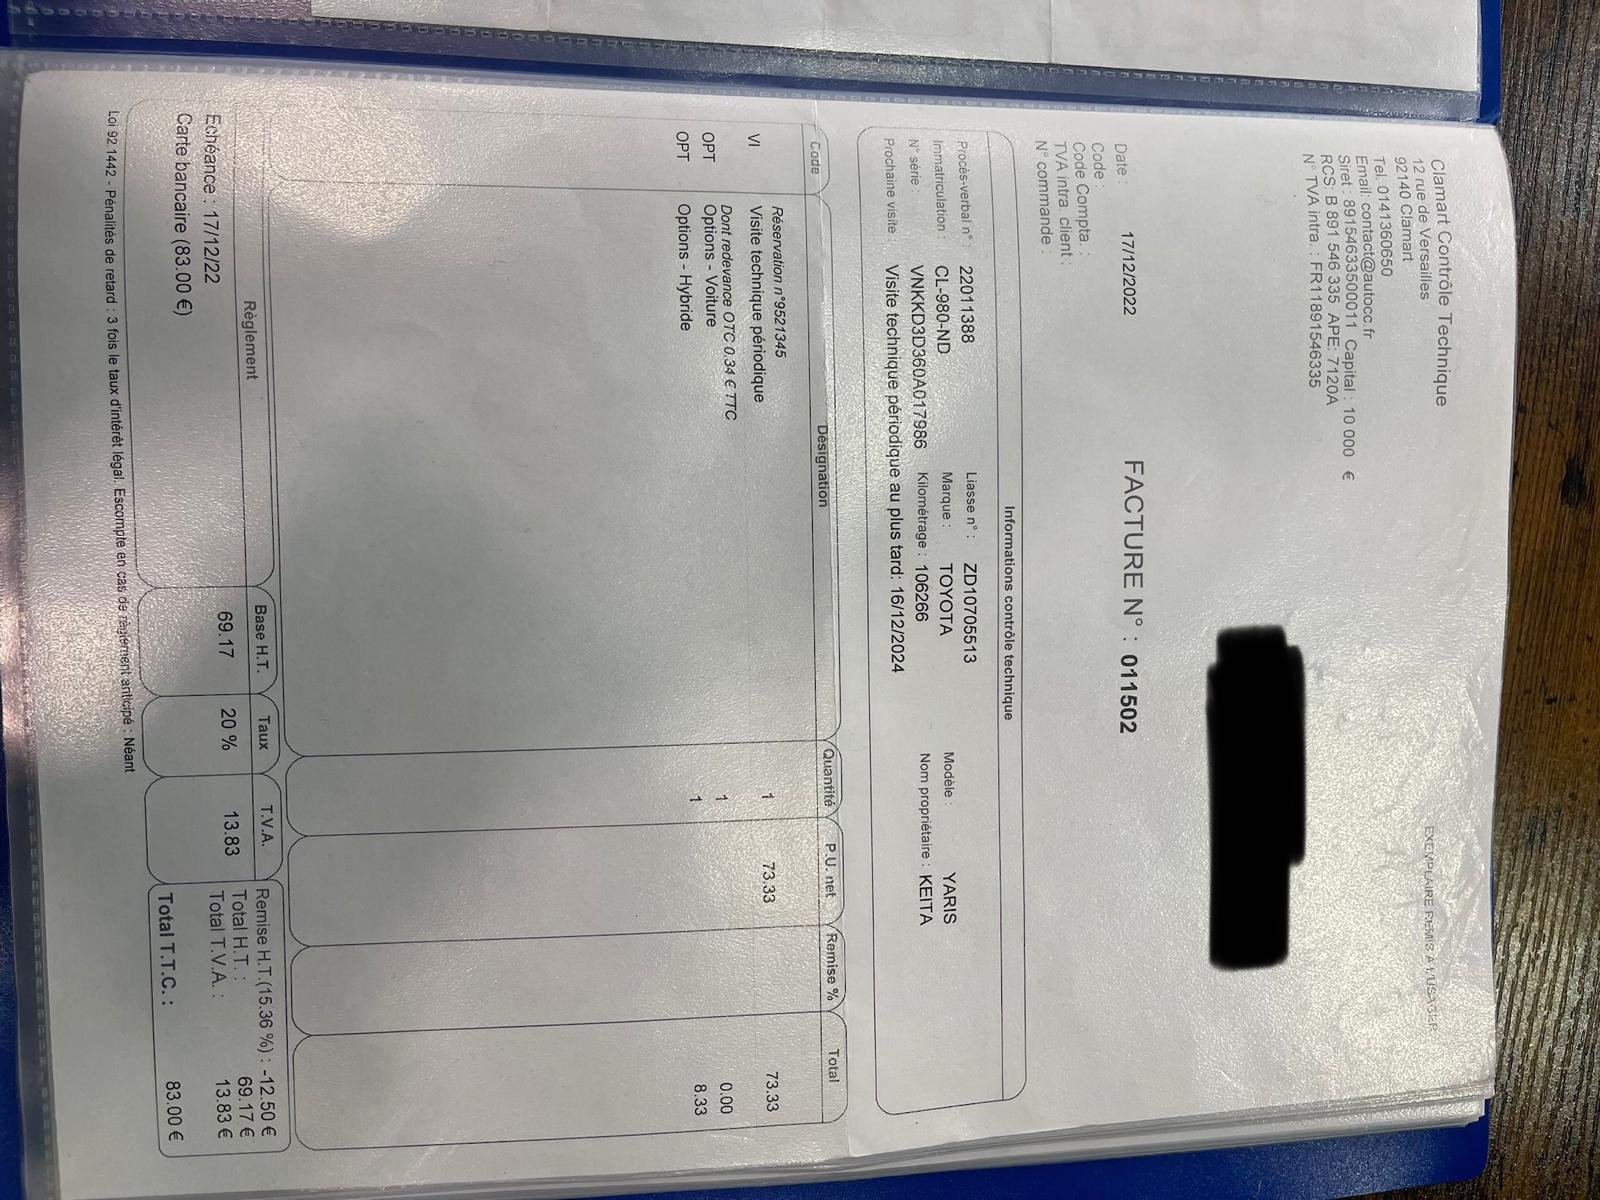 EXEMPLAIRE REMIS A L'USAGER
Clamart Contrôle Technique
12 rue de Versailles
92140 Clamart
Tel. 0141360650
Email: contact@autocc.fr
Siret : 89154633500011 Capital : 10 000 €
RCS: B 891 546 335 APE: 7120A
N° TVA intra. : FR11891546335
Date : 17/12/2022 FACTURE N° : 011502
Code :
Code Compta. :
TVA intra. client :
N° commande :
Informations contrôle technique
Procès-verbal n° : 22011388 Liasse n° : ZD10705513
Immatriculation : CL-980-ND Marque : TOYOTA Modèle : YARIS
N° série : VNKKD3D360A017986 Kilométrage : 106266 Nom propriétaire : KEITA
Prochaine visite : Visite technique périodique au plus tard: 16/12/2024
Code Désignation Quantité P.U. net Remise % Total
Réservation n°9521345
VI Visite technique périodique 1 73.33 73.33
Dont redevance OTC 0.34 € TTC
OPT Options - Voiture 1 0.00
OPT Options - Hybride 1 8.33
Règlement Base H.T. Taux T.V.A.
Echéance : 17/12/22 69.17 20 % 13.83
Carte bancaire (83.00 €)
Remise H.T.(15.36 %) : -12.50 €
Total H.T. : 69.17 €
Total T.V.A. : 13.83 €
Total T.T.C. : 83.00 €
Loi 92.1442 - Pénalités de retard : 3 fois le taux d'intérêt légal. Escompte en cas de règlement anticipé : Néant